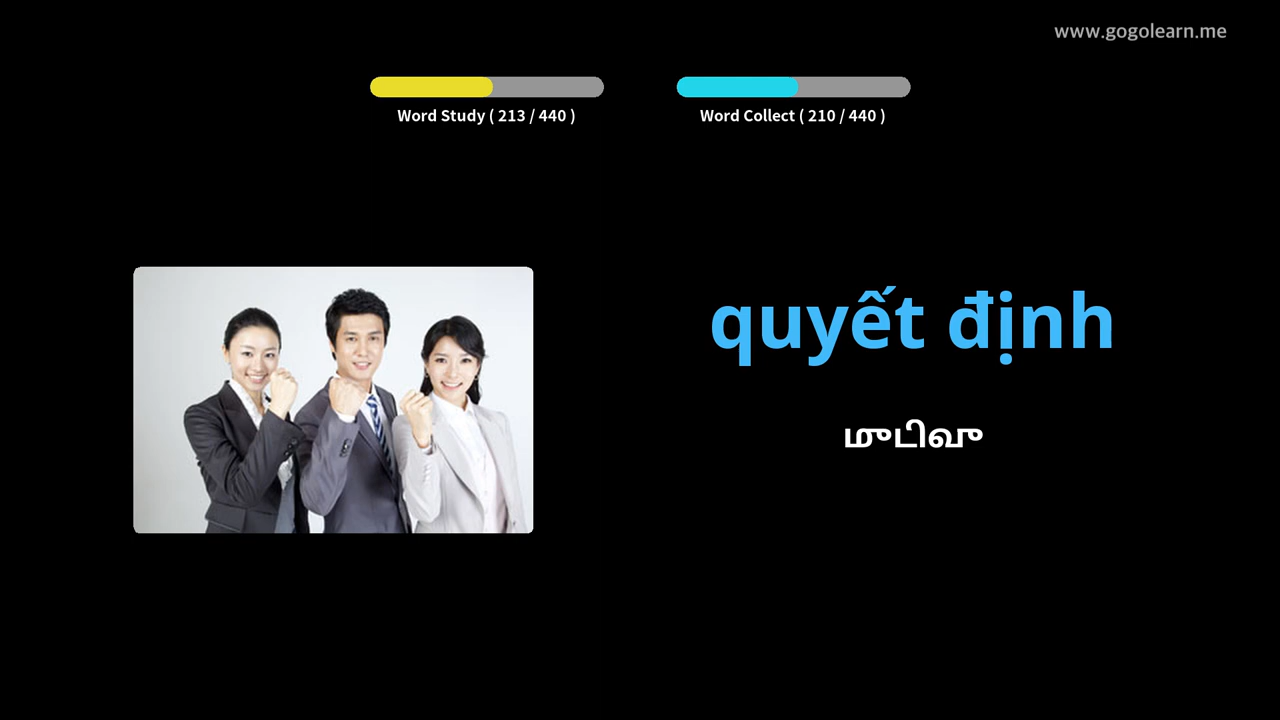 www.gogolearn.me
Word Study ( 213 / 440 )
Word Collect ( 210 / 440 )
quyết định
முடிவு